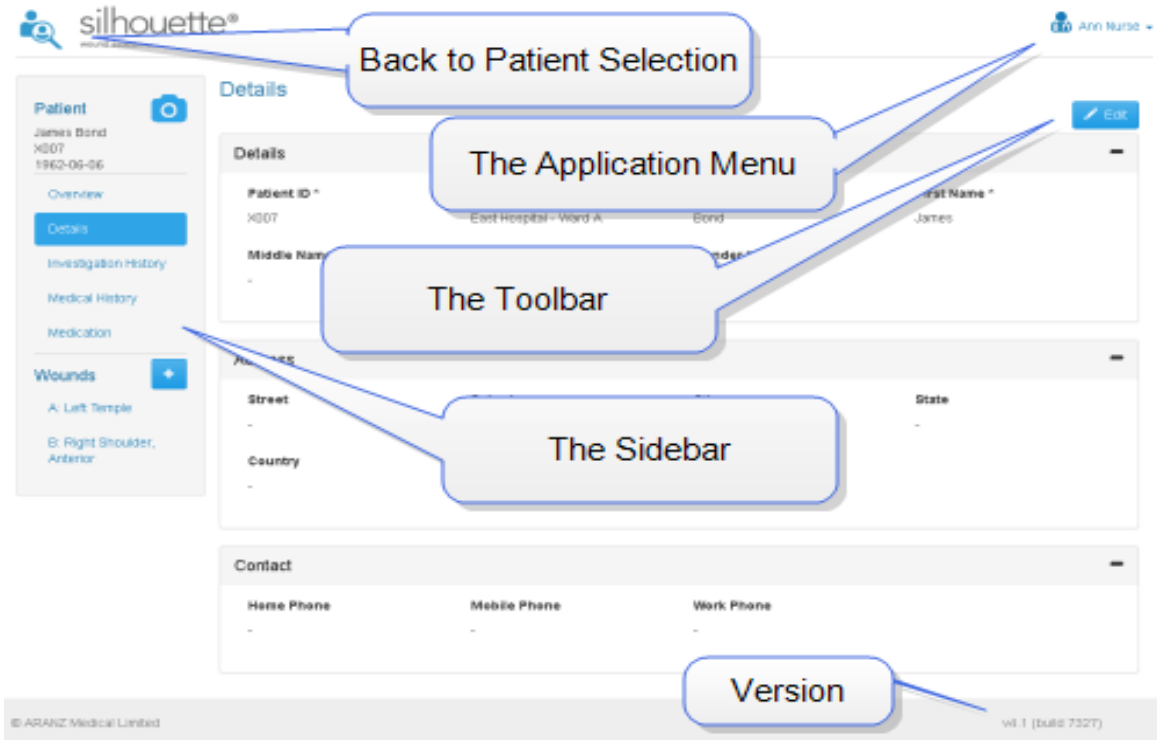 silhouette®
Ann Nurse
Back to Patient Selection
Details
Edit
Patient
James Bond
X007
1962-06-06
Overview
Details
Investigation History
Medical History
Medication
Wounds
A: Left Temple
B: Right Shoulder,
Anterior
The Application Menu
Details
Patient ID * First Name *
X007 East Hospital - Ward A Bond James
Middle
-
The Toolbar
Street State
- -
The Sidebar
Country
-
Contact
Home Phone Mobile Phone Work Phone
- - -
Version
© ARANZ Medical Limited
v4.1 (build 7327)